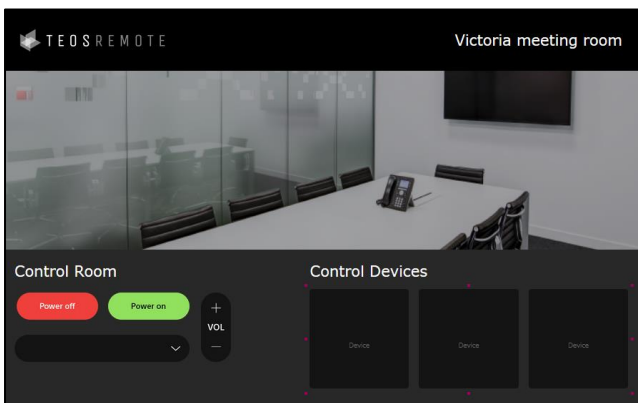 TEOSREMOTE
Victoria meeting room
Control Room
Control Devices
Power off
Power on
+
VOL
—
Device
Device
Device